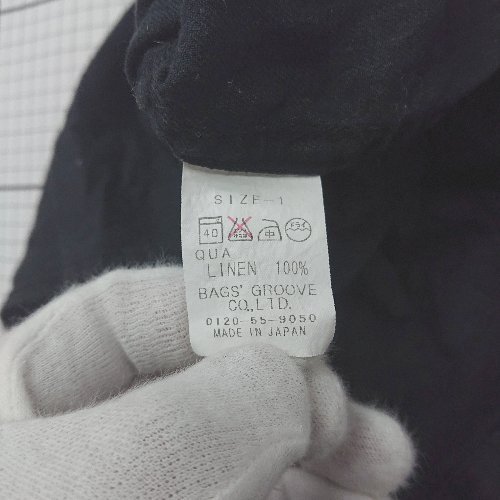 SIZE-1
40
QUA
LINEN 100%
BAGS' GROOVE
CO.,LTD.
0120-55-9050
MADE IN JAPAN